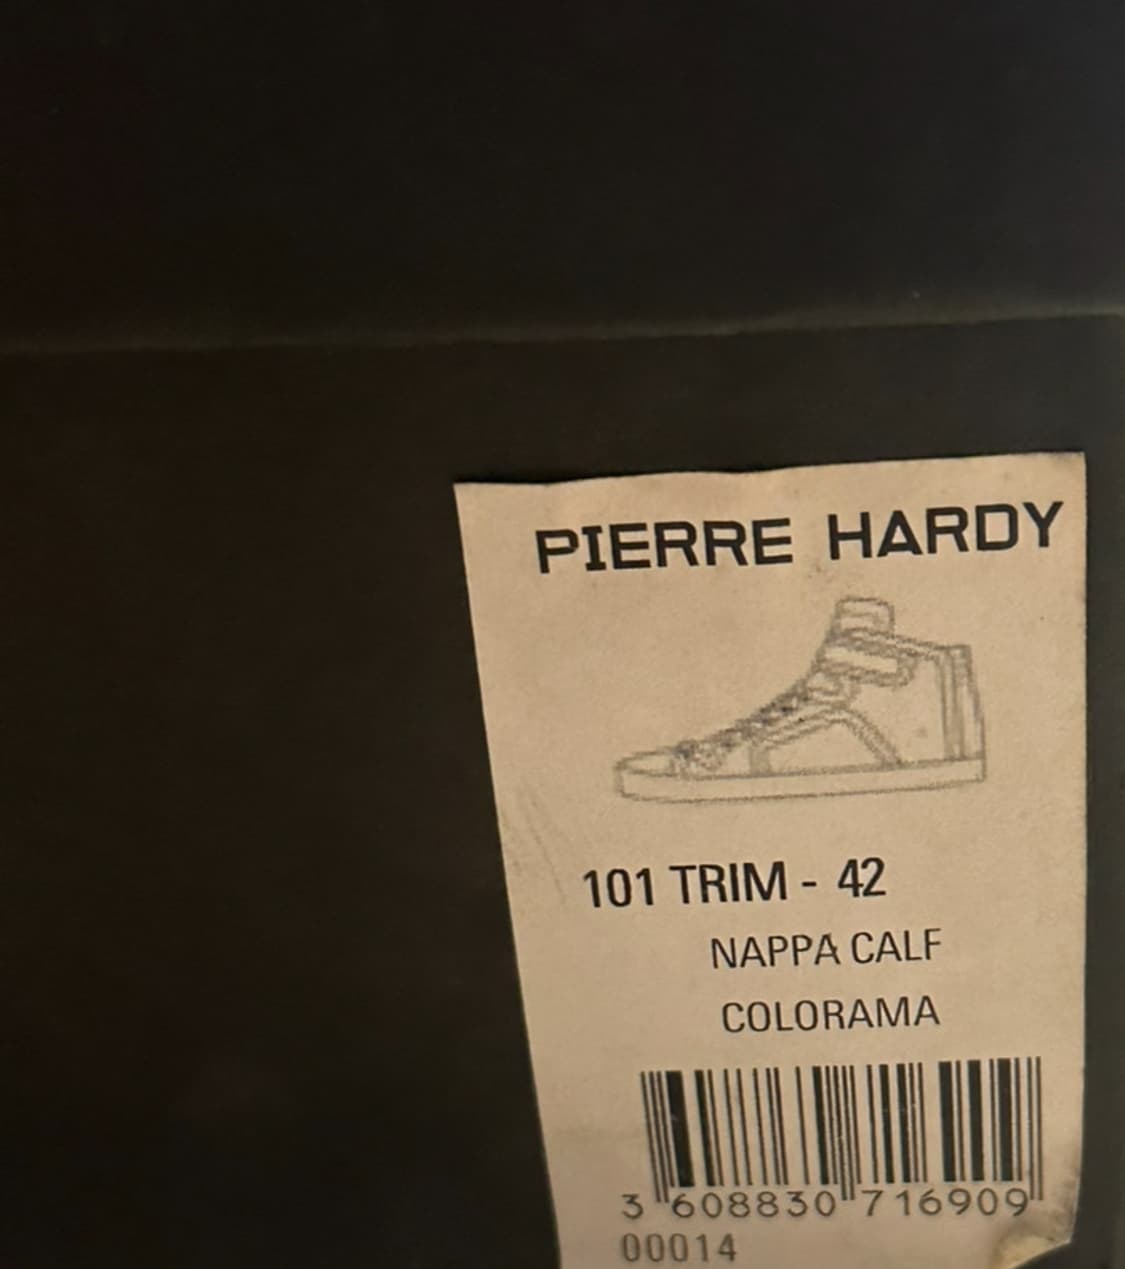 PIERRE HARDY
101 TRIM - 42
NAPPA CALF
COLORAMA
3 608830 716909
00014